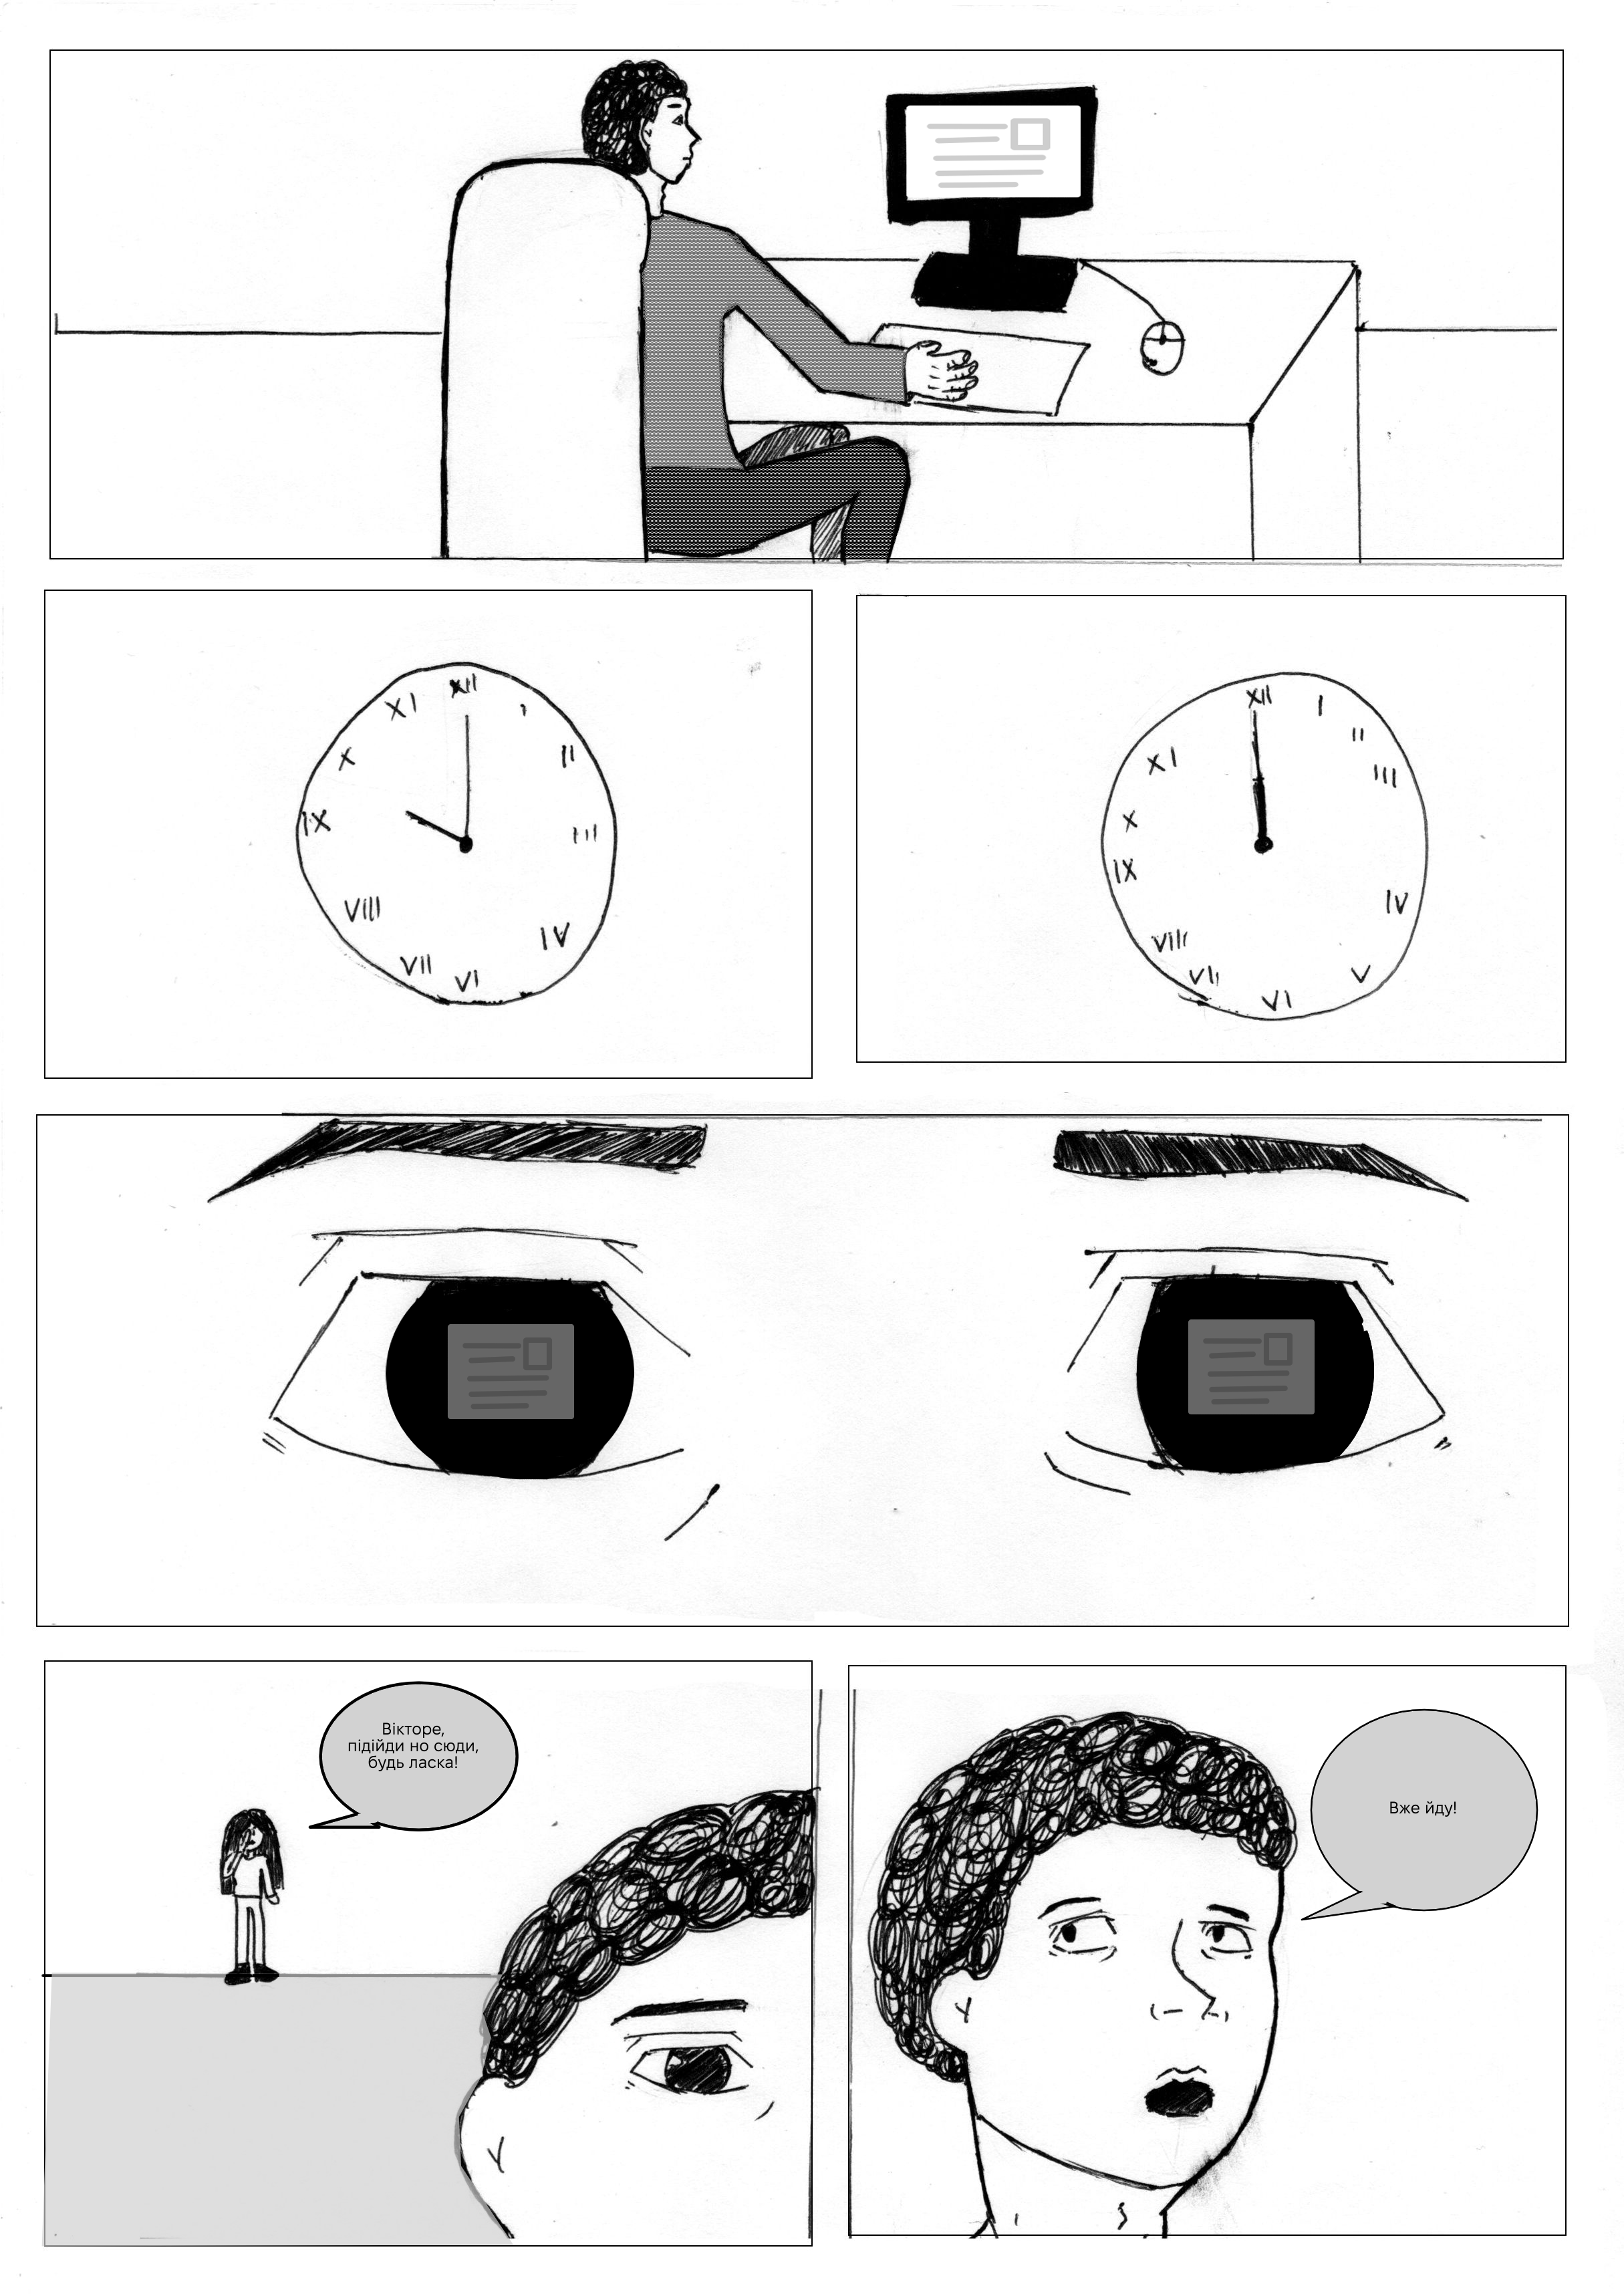 XII
I
II
III
IV
VI
VII
VIII
IX
X
XI
XII
I
II
III
IV
V
VI
VII
VIII
IX
X
XI
Вікторе,
підійди но сюди,
будь ласка!
Вже йду!